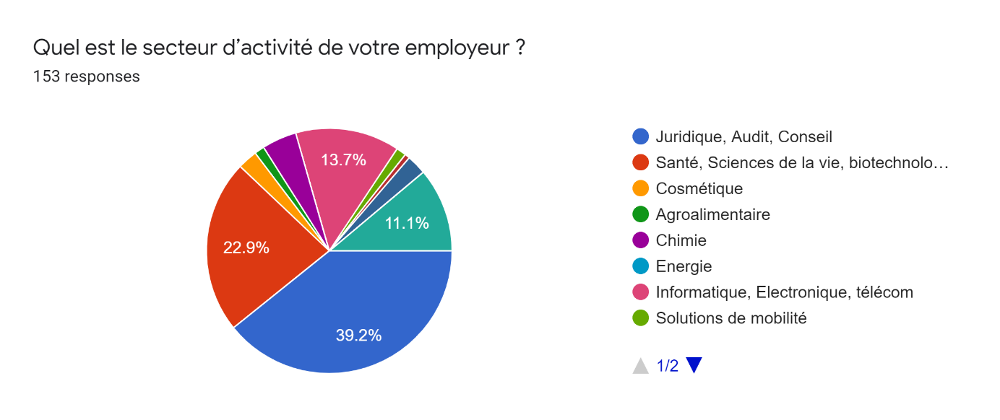 Quel est le secteur d’activité de votre employeur ?
153 responses
13.7%
11.1%
22.9%
39.2%
Juridique, Audit, Conseil
Santé, Sciences de la vie, biotechnolo…
Cosmétique
Agroalimentaire
Chimie
Energie
Informatique, Electronique, télécom
Solutions de mobilité
1/2